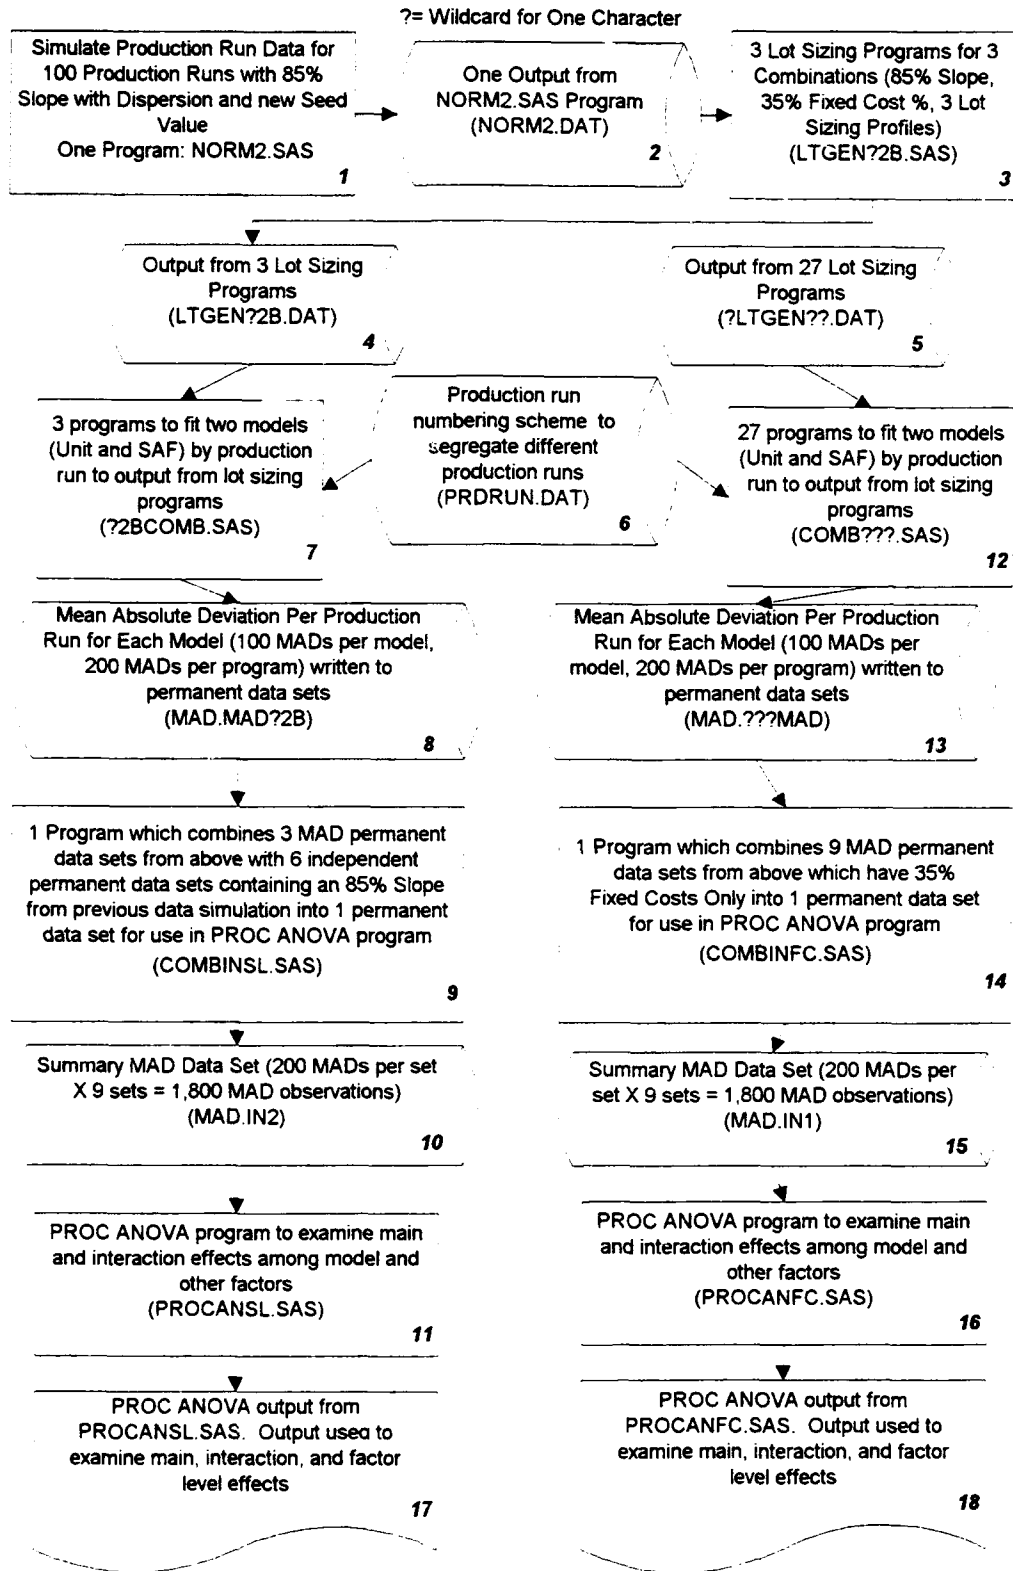 ?= Wildcard for One Character
Simulate Production Run Data for
100 Production Runs with 85%
Slope with Dispersion and new Seed
Value
One Program: NORM2.SAS
1
One Output from
NORM2.SAS Program
(NORM2.DAT)
2
3 Lot Sizing Programs for 3
Combinations (85% Slope,
35% Fixed Cost %, 3 Lot
Sizing Profiles)
(LTGEN?2B.SAS)
3
Output from 3 Lot Sizing
Programs
(LTGEN?2B.DAT)
4
Output from 27 Lot Sizing
Programs
(?LTGEN??.DAT)
5
Production run
numbering scheme to
segregate different
production runs
(PRDRUN.DAT)
6
3 programs to fit two models
(Unit and SAF) by production
run to output from lot sizing
programs
(?2BCOMB.SAS)
7
27 programs to fit two models
(Unit and SAF) by production
run to output from lot sizing
programs
(COMB???.SAS)
12
Mean Absolute Deviation Per Production
Run for Each Model (100 MADs per model,
200 MADs per program) written to
permanent data sets
(MAD.MAD?2B)
8
Mean Absolute Deviation Per Production
Run for Each Model (100 MADs per
model, 200 MADs per program) written to
permanent data sets
(MAD.???MAD)
13
1 Program which combines 3 MAD permanent
data sets from above with 6 independent
permanent data sets containing an 85% Slope
from previous data simulation into 1 permanent
data set for use in PROC ANOVA program
(COMBINSL.SAS)
9
1 Program which combines 9 MAD permanent
data sets from above which have 35%
Fixed Costs Only into 1 permanent data set
for use in PROC ANOVA program
(COMBINFC.SAS)
14
Summary MAD Data Set (200 MADs per set
X 9 sets = 1,800 MAD observations)
(MAD.IN2)
10
Summary MAD Data Set (200 MADs per
set X 9 sets = 1,800 MAD observations)
(MAD.IN1)
15
PROC ANOVA program to examine main
and interaction effects among model and
other factors
(PROCANSL.SAS)
11
PROC ANOVA program to examine main
and interaction effects among model and
other factors
(PROCANFC.SAS)
16
PROC ANOVA output from
PROCANSL.SAS. Output used to
examine main, interaction, and factor
level effects
17
PROC ANOVA output from
PROCANFC.SAS. Output used to
examine main, interaction, and factor
level effects
18